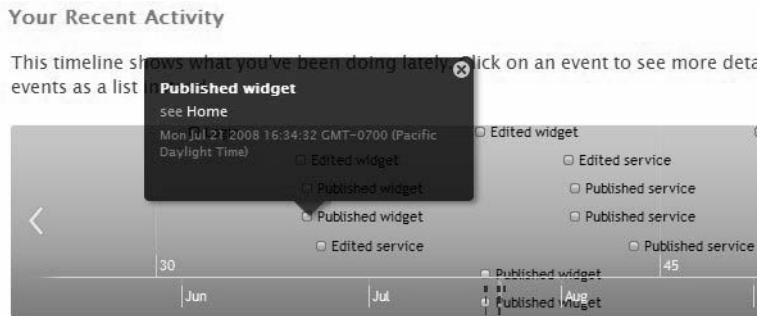 Your Recent Activity
This timeline shows what you've been doing lately. Click on an event to see more deta
events as a list
Published widget
see Home
Mon Jul 21 2008 16:34:32 GMT-0700 (Pacific
Daylight Time)
Edited widget
Edited widget
Edited service
Published widget
Published service
Published widget
Published service
Edited service
Published service
30
45
Published widget
Jun
Jul
Aug
Published widget